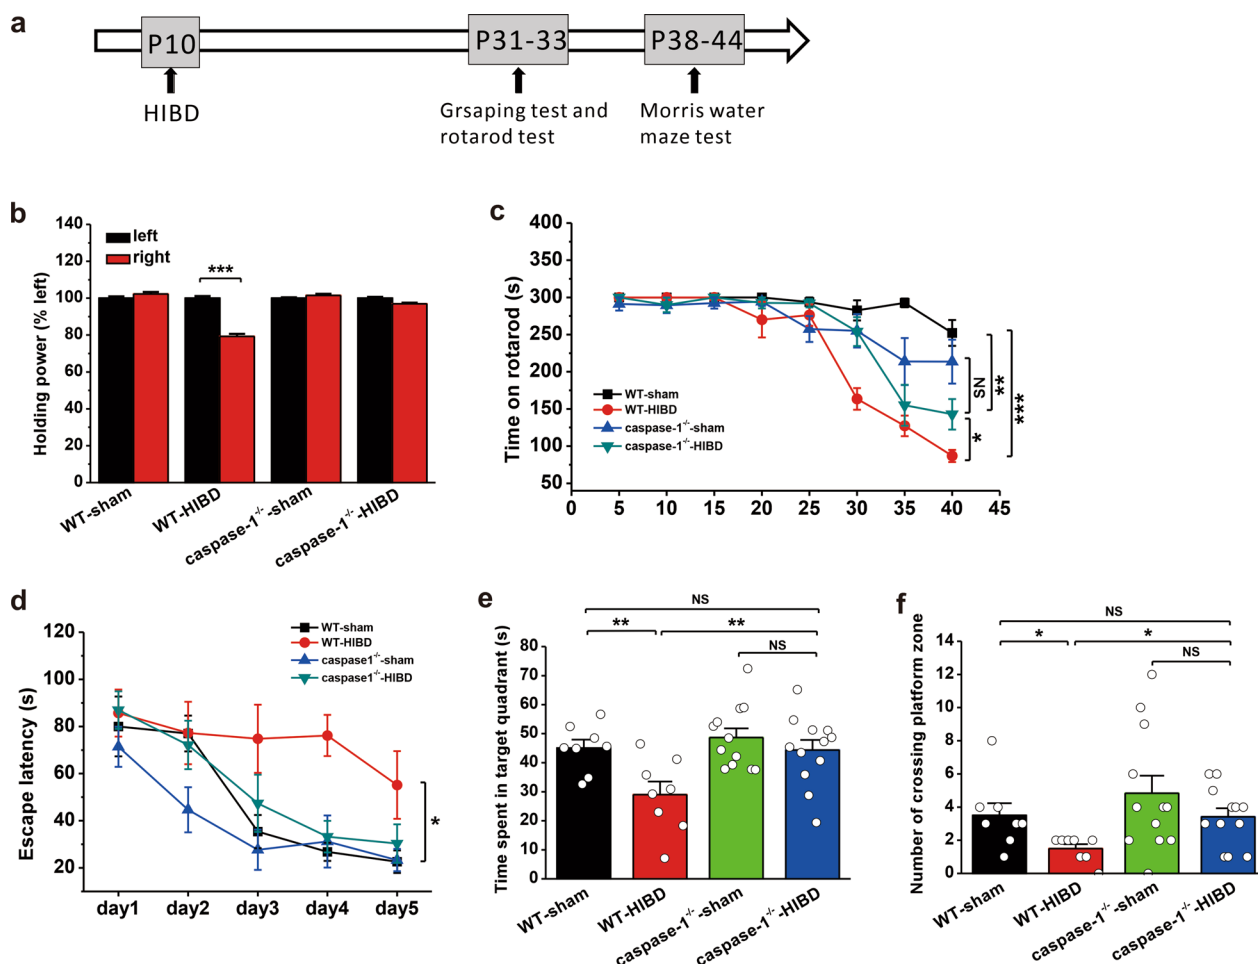 a
P10
P31-33
P38-44
HIBD
Grsaping test and
rotarod test
Morris water
maze test
b
Holding power (% left)
140
120
100
80
60
40
20
0
left
right
***
WT-sham
WT-HIBD
caspase-1-/--sham
caspase-1-/--HIBD
c
Time on rotarod (s)
400
350
300
250
200
150
100
50
0
5
10
15
20
25
30
35
40
45
WT-sham
WT-HIBD
caspase-1-/--sham
caspase-1-/--HIBD
NS
**
***
*
d
Escape latency (s)
120
100
80
60
40
20
day1
day2
day3
day4
day5
WT-sham
WT-HIBD
caspase1-/--sham
caspase1-/--HIBD
*
e
Time spent in target quadrant (s)
80
70
60
50
40
30
20
10
0
NS
**
**
NS
WT-sham
WT-HIBD
caspase-1-/--sham
caspase-1-/--HIBD
f
Number of crossing platform zone
14
12
10
8
6
4
2
0
NS
*
*
NS
WT-sham
WT-HIBD
caspase-1-/--sham
caspase-1-/--HIBD